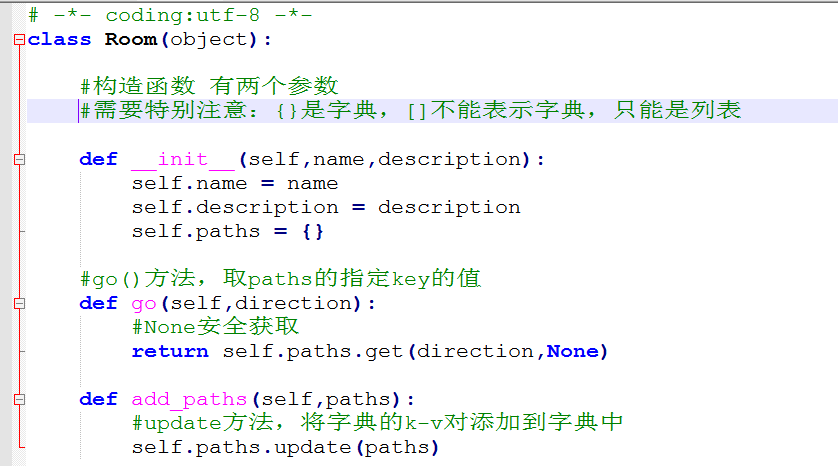 # -*- coding:utf-8 -*-
class Room(object):
#构造函数 有两个参数
#需要特别注意：{}是字典，[]不能表示字典，只能是列表
def __init__(self,name,description):
self.name = name
self.description = description
self.paths = {}
#go()方法，取paths的指定key的值
def go(self,direction):
#None安全获取
return self.paths.get(direction,None)
def add_paths(self,paths):
#update方法，将字典的k-v对添加到字典中
self.paths.update(paths)